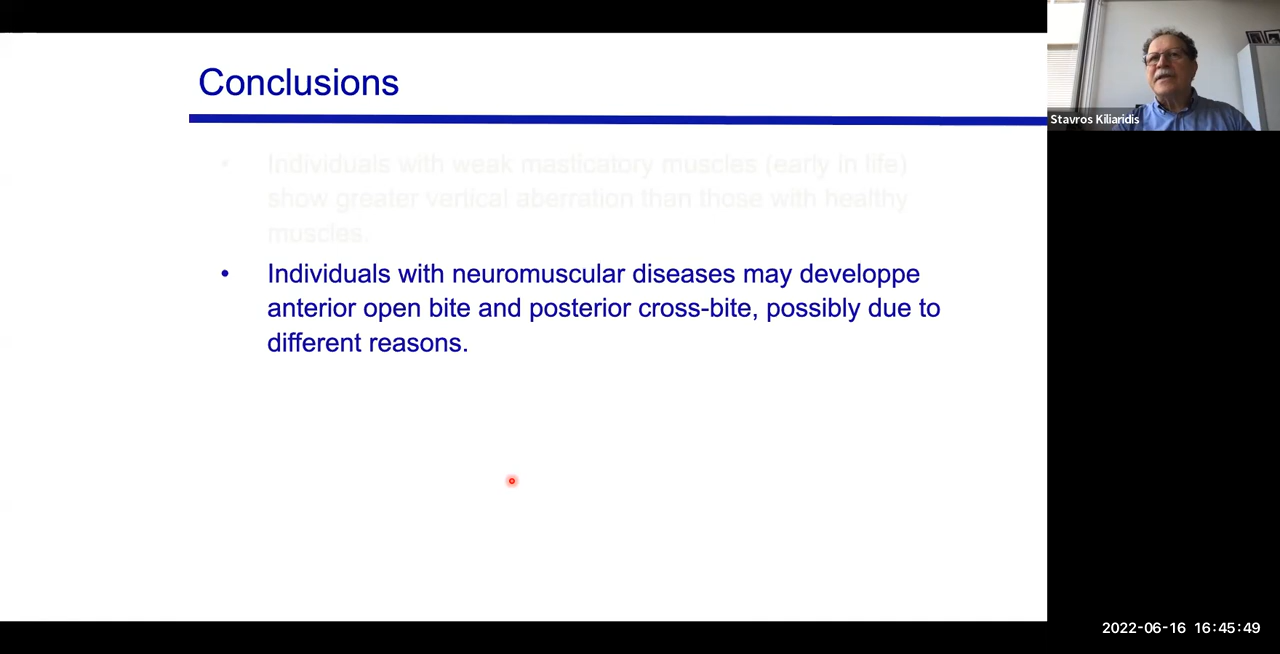 Conclusions
• Individuals with weak masticatory muscles (early in life)
show greater vertical aberration than those with healthy
muscles.
• Individuals with neuromuscular diseases may developpe
anterior open bite and posterior cross-bite, possibly due to
different reasons.
Stavros Kiliaridis
2022-06-16 16:45:49